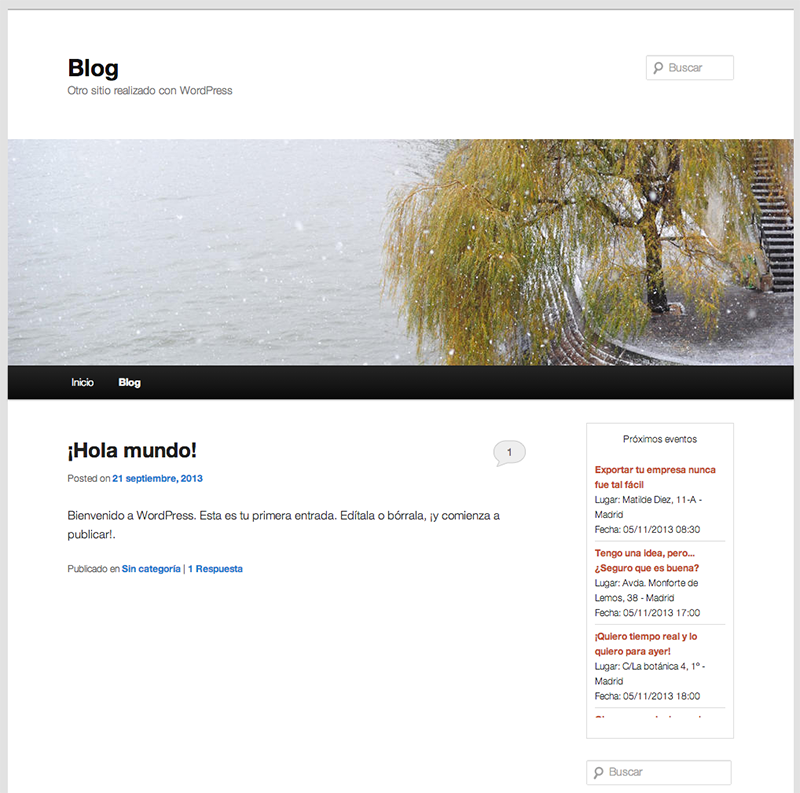 Blog
Otro sitio realizado con WordPress
Buscar
Inicio
Blog
¡Hola mundo!
1
Posted on 21 septiembre, 2013
Bienvenido a WordPress. Esta es tu primera entrada. Edítala o bórrala, ¡y comienza a
publicar!.
Publicado en Sin categoría | 1 Respuesta
Próximos eventos
Exportar tu empresa nunca
fue tal fácil
Lugar: Matilde Diez, 11-A -
Madrid
Fecha: 05/11/2013 08:30
Tengo una idea, pero...
¿Seguro que es buena?
Lugar: Avda. Monforte de
Lemos, 38 - Madrid
Fecha: 05/11/2013 17:00
¡Quiero tiempo real y lo
quiero para ayer!
Lugar: C/La botánica 4, 1º -
Madrid
Fecha: 05/11/2013 18:00
Buscar